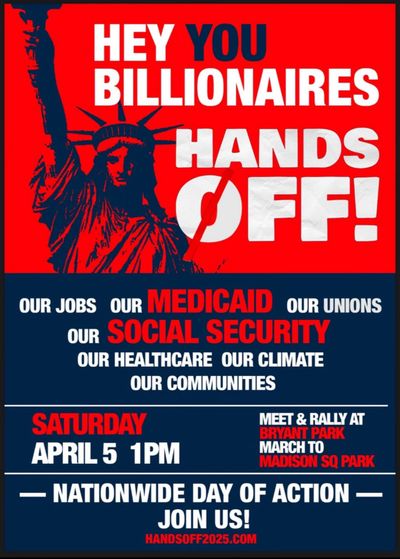 HEY YOU
BILLIONAIRES
HANDS
OFF!
OUR JOBS OUR MEDICAID OUR UNIONS
OUR SOCIAL SECURITY
OUR HEALTHCARE OUR CLIMATE
OUR COMMUNITIES
SATURDAY
APRIL 5 1PM
MEET & RALLY AT
BRYANT PARK
MARCH TO
MADISON SQ PARK
— NATIONWIDE DAY OF ACTION —
JOIN US!
HANDSOFF2025.COM